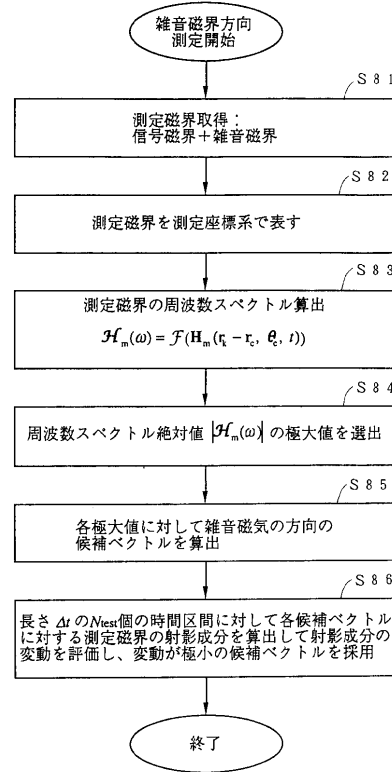 雑音磁界方向
測定開始
S81
測定磁界取得：
信号磁界＋雑音磁界
S82
測定磁界を測定座標系で表す
S83
測定磁界の周波数スペクトル算出
ℋm(ω) = ℱ(Hm(rk − rc, θc, t))
S84
周波数スペクトル絶対値 |ℋm(ω)| の極大値を選出
S85
各極大値に対して雑音磁気の方向の
候補ベクトルを算出
S86
長さ Δt のNtest個の時間区間に対して各候補ベクトル
に対する測定磁界の射影成分を算出して射影成分の
変動を評価し、変動が極小の候補ベクトルを採用
終了